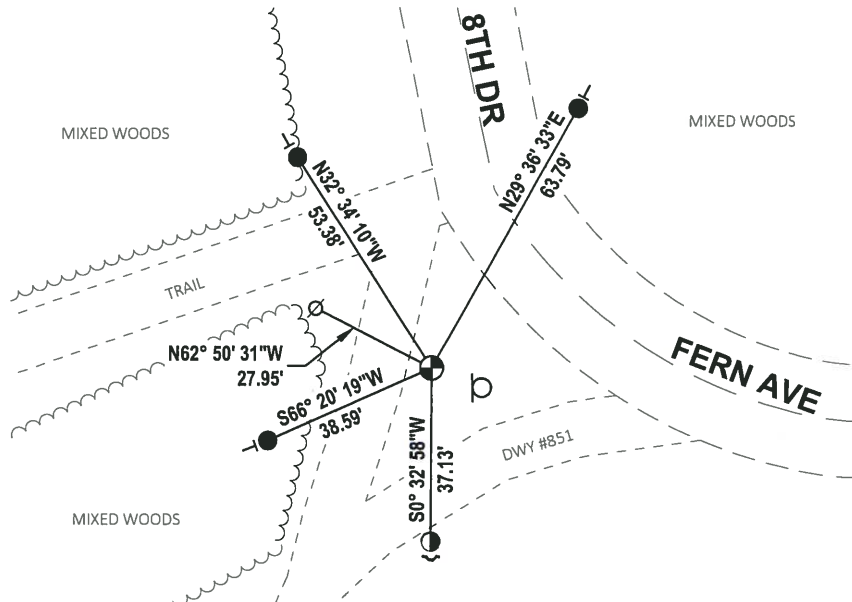 8TH DR
MIXED WOODS
MIXED WOODS
N29° 36' 33"E
63.79'
N32° 34' 10"W
53.38'
TRAIL
N62° 50' 31"W
27.95'
FERN AVE
b
S66° 20' 19"W
38.59'
S0° 32' 58"W
37.13'
DWY #851
MIXED WOODS